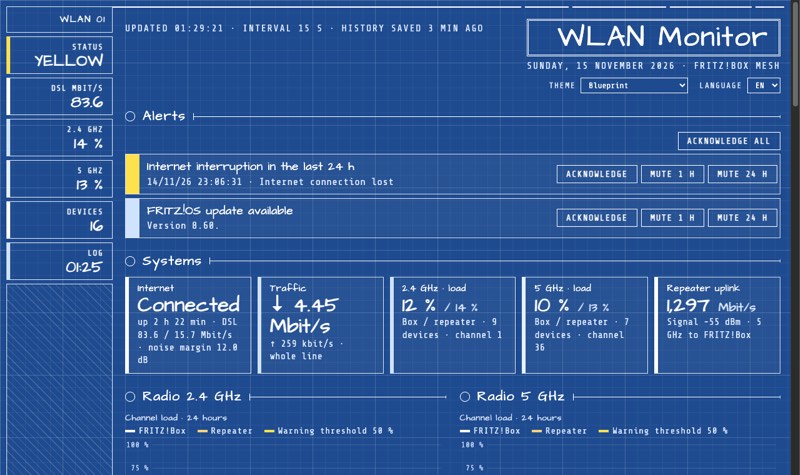 WLAN 01
STATUS
YELLOW
DSL MBIT/S
83.6
2.4 GHZ
14 %
5 GHZ
13 %
DEVICES
16
LOG
01:25
UPDATED 01:29:21 · INTERVAL 15 S · HISTORY SAVED 3 MIN AGO
WLAN Monitor
SUNDAY, 15 NOVEMBER 2026 · FRITZ!BOX MESH
THEME Blueprint LANGUAGE EN
Alerts
ACKNOWLEDGE ALL
Internet interruption in the last 24 h
14/11/26 23:06:31 · Internet connection lost
ACKNOWLEDGE MUTE 1 H MUTE 24 H
FRITZ!OS update available
Version 8.60.
ACKNOWLEDGE MUTE 1 H MUTE 24 H
Systems
Internet
Connected
up 2 h 22 min · DSL
83.6 / 15.7 Mbit/s
· noise margin 12.0
dB
Traffic
↓ 4.45
Mbit/s
↑ 259 kbit/s ·
whole line
2.4 GHz · load
12 % / 14 %
Box / repeater · 9
devices · channel 1
5 GHz · load
10 % / 13 %
Box / repeater · 7
devices · channel
36
Repeater uplink
1,297 Mbit/s
Signal -55 dBm · 5
GHz to FRITZ!Box
Radio 2.4 GHz
Channel load · 24 hours
FRITZ!Box Repeater Warning threshold 50 %
100 %
75 %
Radio 5 GHz
Channel load · 24 hours
FRITZ!Box Repeater Warning threshold 50 %
100 %
75 %